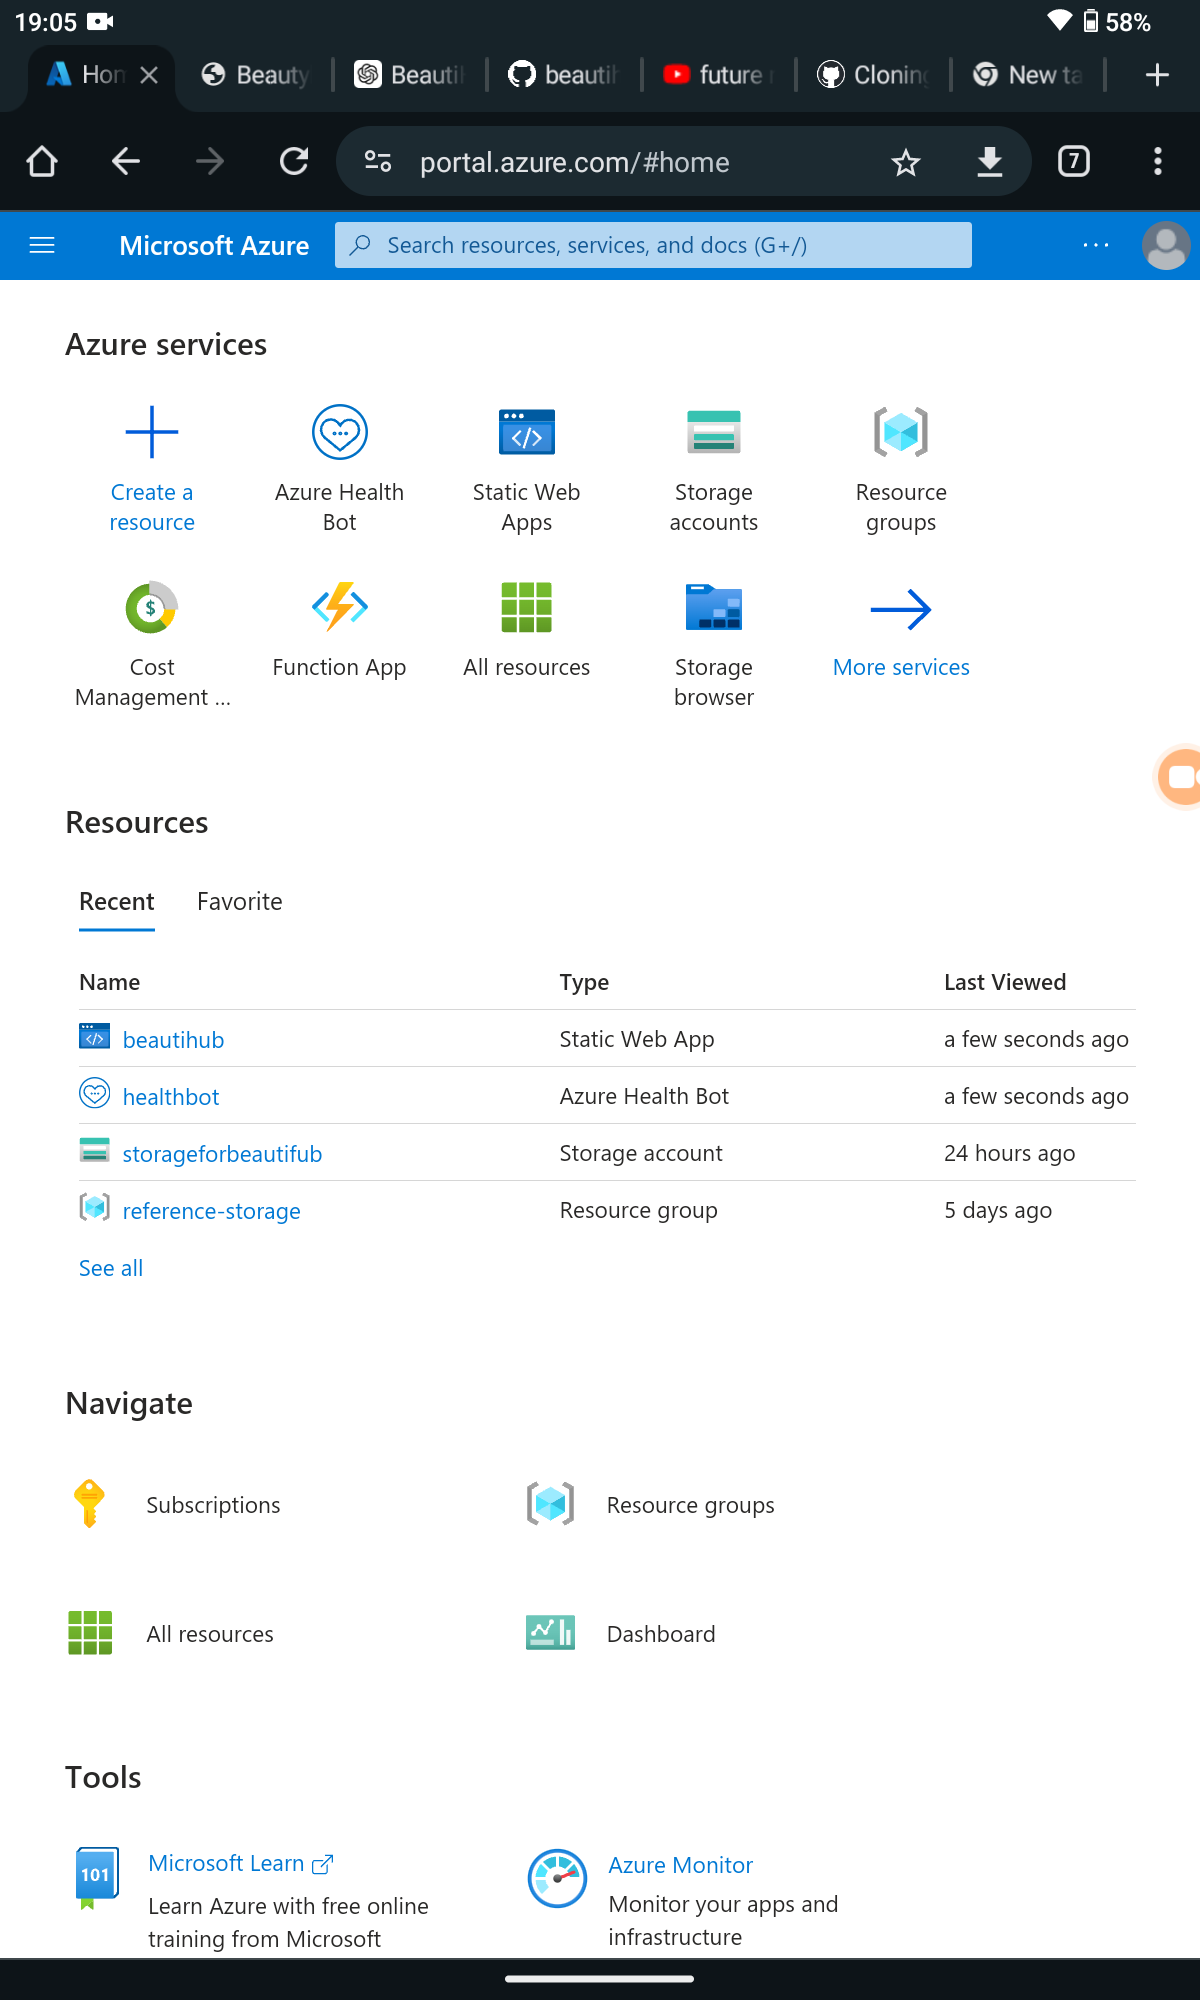 19:05
58%
Hom
Beauty
Beautih
beautih
future
Cloning
New ta
portal.azure.com/#home
7
Microsoft Azure
Search resources, services, and docs (G+/)
...
Azure services
Create a resource
Azure Health Bot
Static Web Apps
Storage accounts
Resource groups
$
Cost Management ...
Function App
All resources
Storage browser
More services
Resources
Recent Favorite
Name Type Last Viewed
beautihub Static Web App a few seconds ago
healthbot Azure Health Bot a few seconds ago
storageforbeautifub Storage account 24 hours ago
reference-storage Resource group 5 days ago
See all
Navigate
Subscriptions Resource groups
All resources Dashboard
Tools
101
Microsoft Learn
Learn Azure with free online
training from Microsoft
Azure Monitor
Monitor your apps and
infrastructure